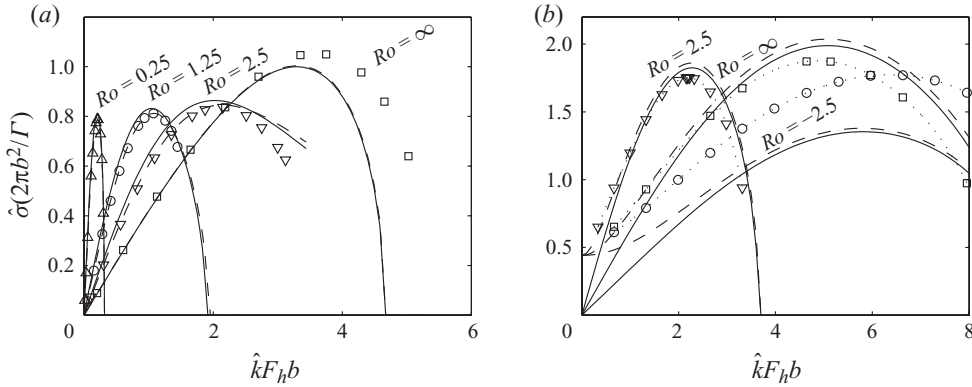 (a)
Ro = 0.25
Ro = 1.25
Ro = 2.5
Ro = ∞
1.0
0.8
0.6
0.4
0.2
0
2
4
6
σ̂(2πb²/Γ)
k̂F_h b
(b)
Ro = 2.5
Ro = ∞
Ro = −2.5
2.0
1.5
1.0
0.5
0
2
4
6
8
k̂F_h b